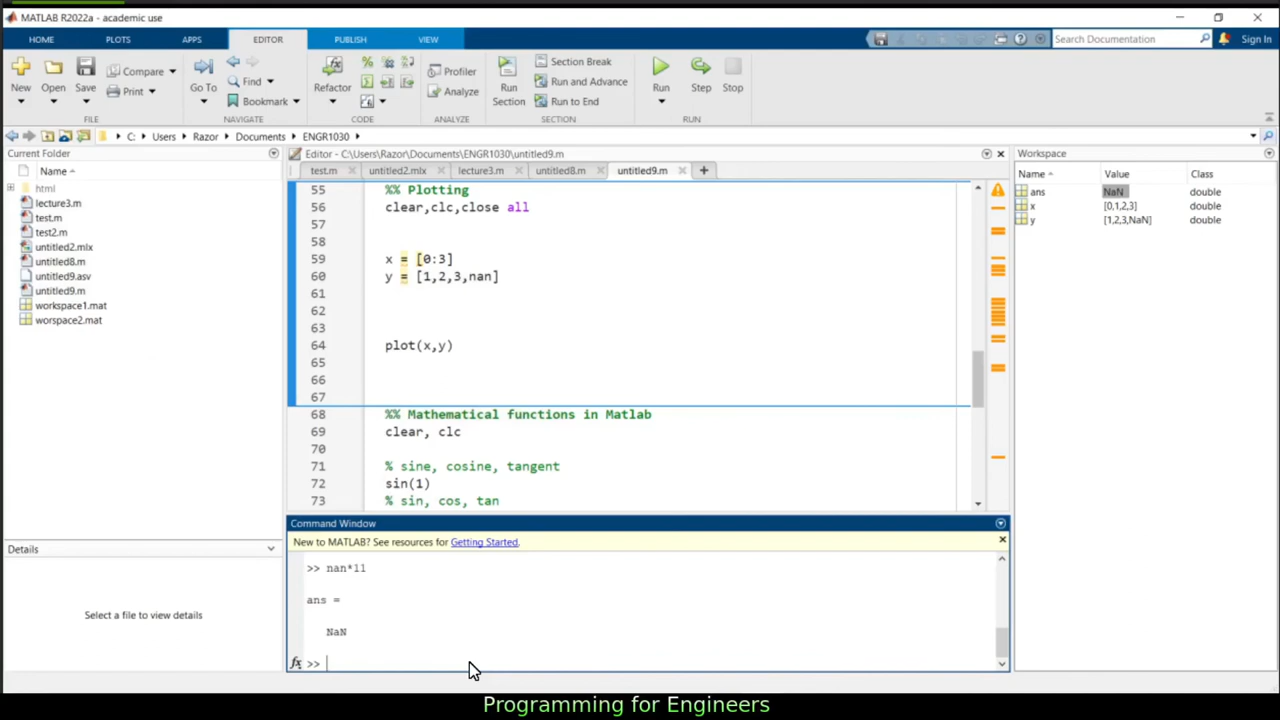 MATLAB R2022a - academic use
HOME PLOTS APPS EDITOR PUBLISH VIEW
Search Documentation
Sign In
New Open Save
Compare
Print
Go To
Find
Bookmark
Refactor
Profiler
Analyze
Run Section
Section Break
Run and Advance
Run to End
Run Step Stop
FILE NAVIGATE CODE ANALYZE SECTION RUN
C: Users Razor Documents ENGR1030
Current Folder
Name
html
lecture3.m
test.m
test2.m
untitled2.mlx
untitled8.m
untitled9.asv
untitled9.m
workspace1.mat
worspace2.mat
Details
Select a file to view details
Editor - C:\Users\Razor\Documents\ENGR1030\untitled9.m
test.m untitled2.mlx lecture3.m untitled8.m untitled9.m
55 %% Plotting
56 clear,clc,close all
57
58
59 x = [0:3]
60 y = [1,2,3,nan]
61
62
63
64 plot(x,y)
65
66
67
68 %% Mathematical functions in Matlab
69 clear, clc
70
71 % sine, cosine, tangent
72 sin(1)
73 % sin, cos, tan
Command Window
New to MATLAB? See resources for Getting Started.
>> nan*11
ans =
NaN
fx >>
Workspace
Name Value Class
ans NaN double
x [0,1,2,3] double
y [1,2,3,NaN] double
Programming for Engineers